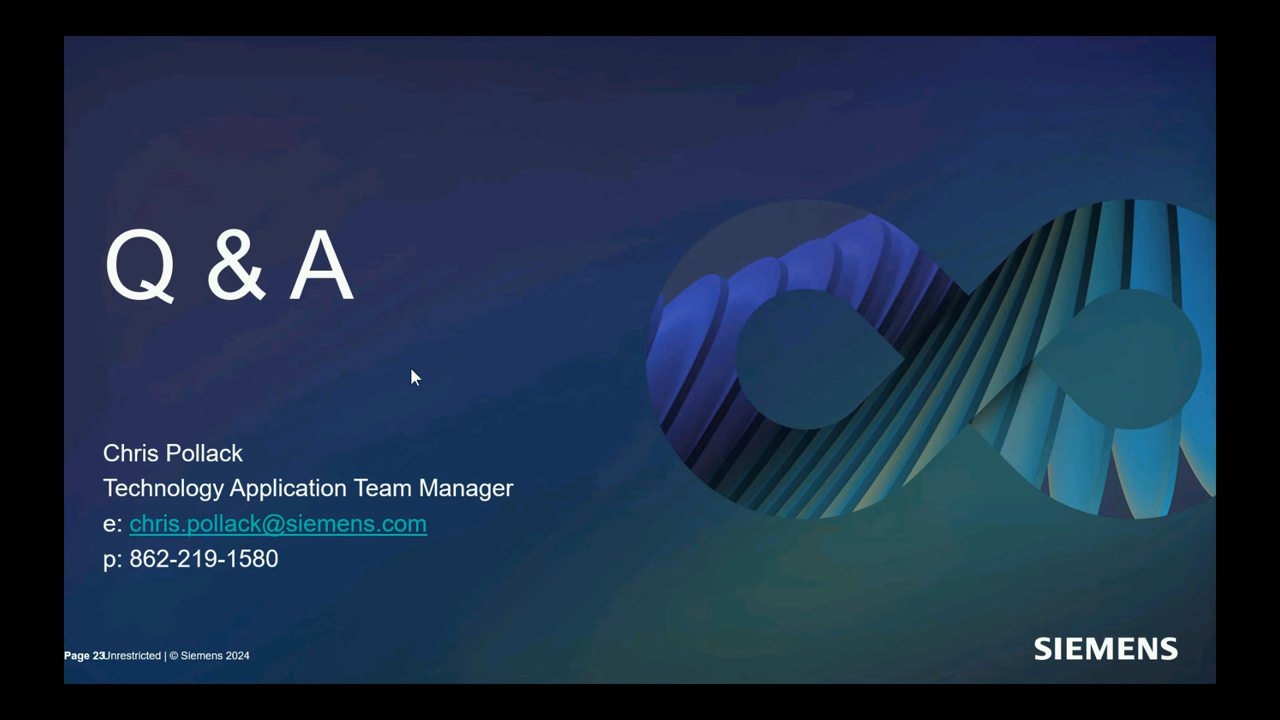 Q & A
Chris Pollack
Technology Application Team Manager
e: chris.pollack@siemens.com
p: 862-219-1580
Page 23Unrestricted | © Siemens 2024
SIEMENS